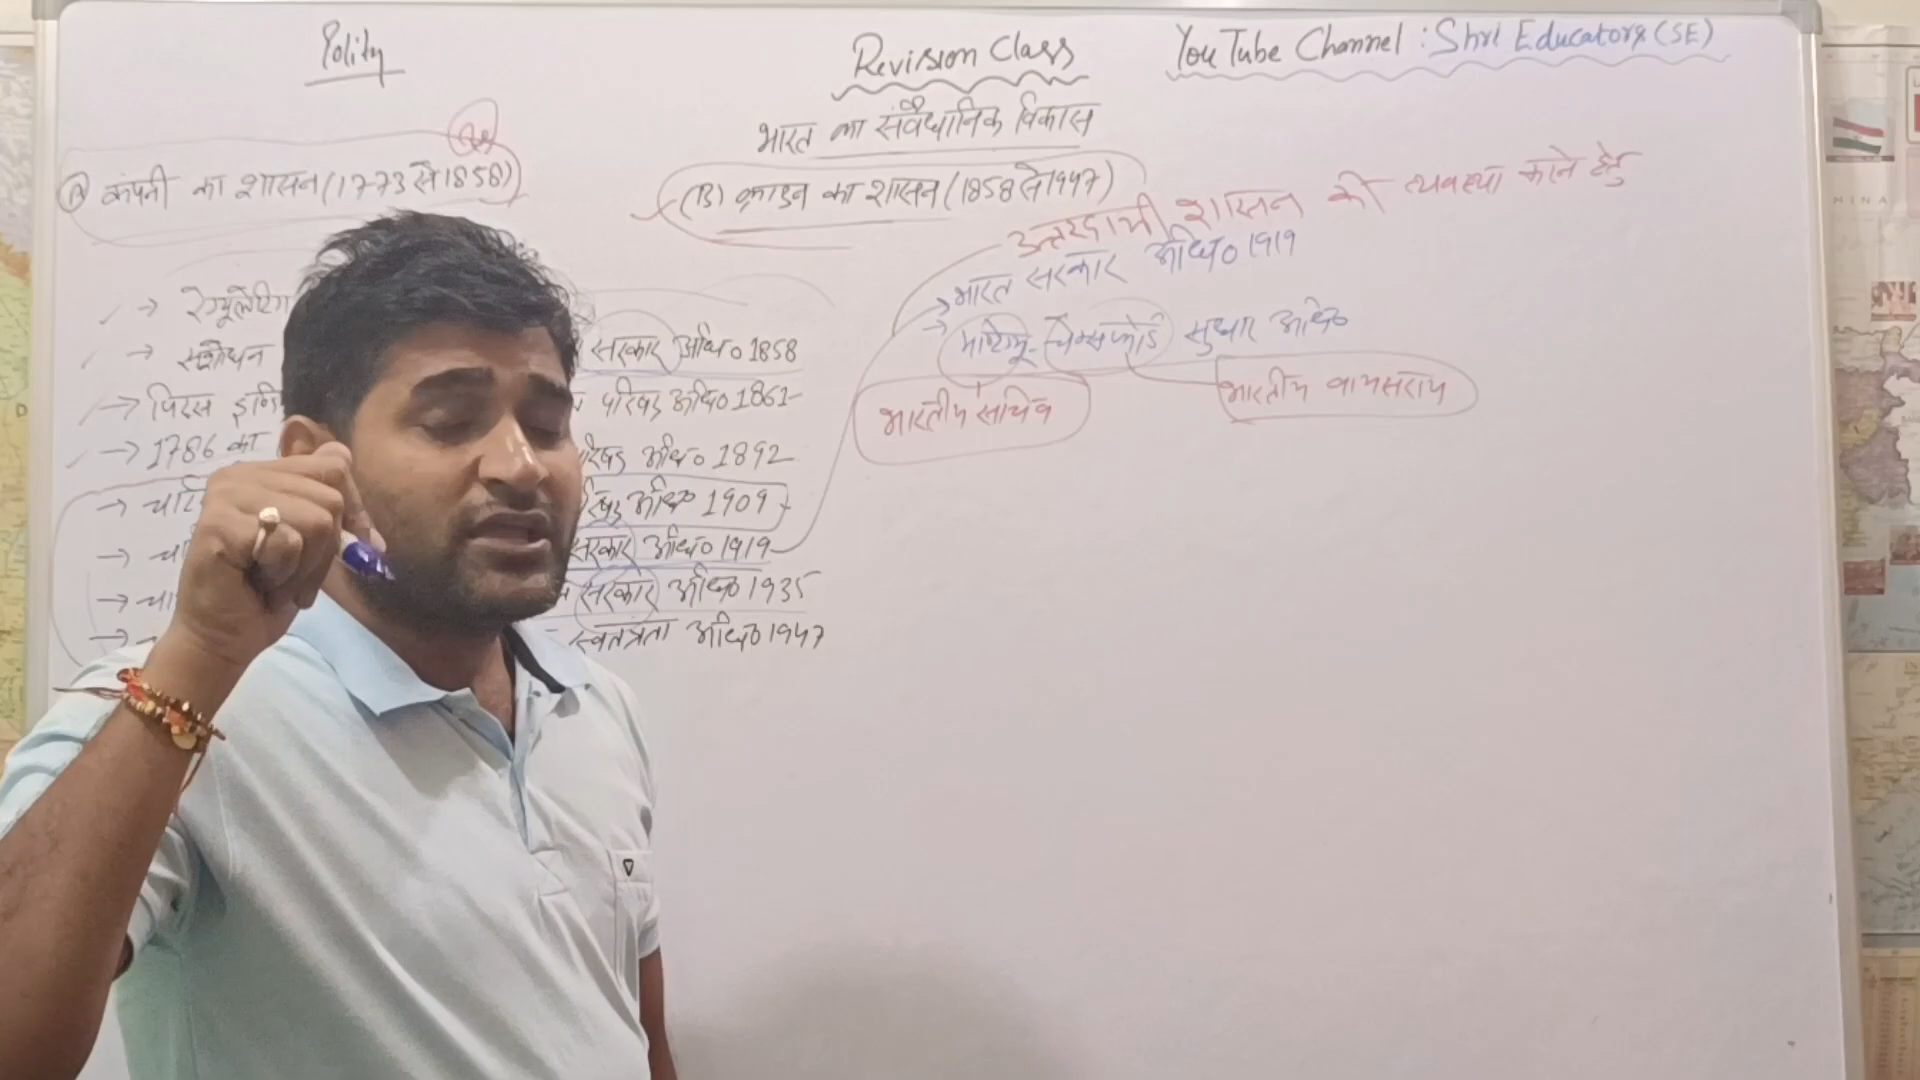 Polity
Revision Class
YouTube Channel : Shri Educators (SE)
भारत का संवैधानिक विकास
(A) कंपनी का शासन (1773 से 1858)
(B) क्राउन का शासन (1858 से 1947)
उत्तरदायी शासन की व्यवस्था करने हेतु
→ रेगुलेटिंग
→ संशोधन
→ पिट्स इण्डि
→ 1786 का
→
→
→
→
सरकार अधि० 1858
परिषद अधि० 1861
अधि० 1892
अधि० 1909
सरकार अधि० 1919
सरकार अधि० 1935
स्वतंत्रता अधि० 1947
→ भारत सरकार अधि० 1919
→ माण्टेग्यू - चेम्सफोर्ड सुधार अधि०
भारतीय सचिव
भारतीय वायसराय